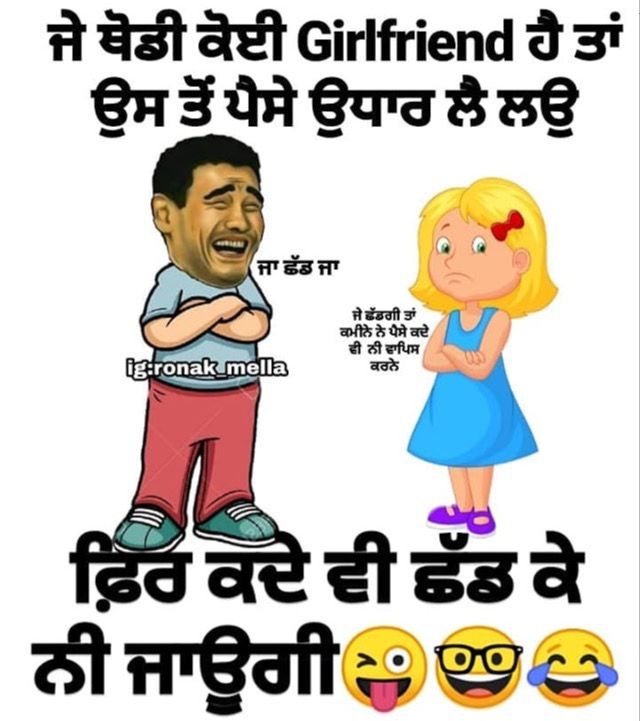 ਜੇ ਥੋਡੀ ਕੋਈ Girlfriend ਹੈ ਤਾਂ
ਉਸ ਤੋਂ ਪੈਸੇ ਉਧਾਰ ਲੈ ਲਉ
ਜਾ ਛੱਡ ਜਾ
ਜੇ ਛੱਡਗੀ ਤਾਂ
ਕਮੀਨੇ ਨੇ ਪੈਸੇ ਕਦੇ
ਵੀ ਨੀ ਵਾਪਿਸ
ਕਰਨੇ
ig:ronak_mella
ਫ਼ਿਰ ਕਦੇ ਵੀ ਛੱਡ ਕੇ
ਨੀ ਜਾਊਗੀ😜🤓😂